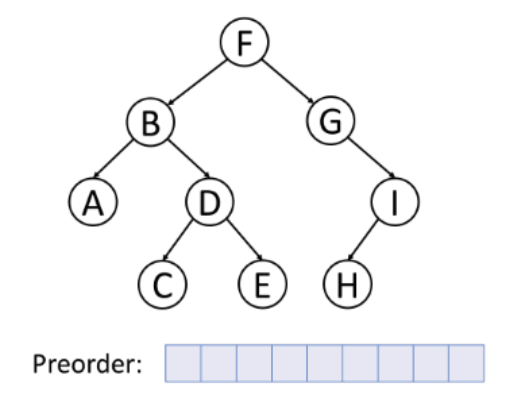 F
B G
A D I
C E H
Preorder: